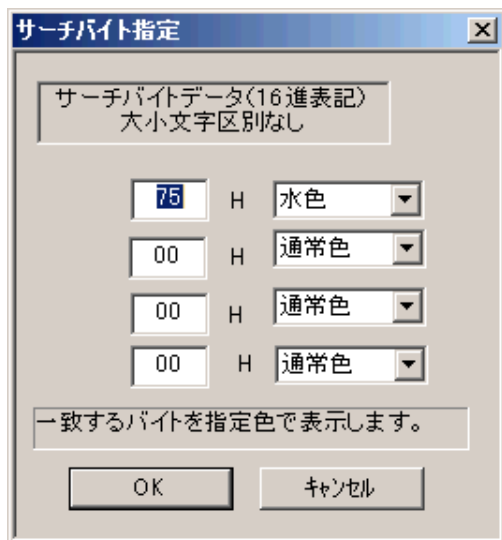 サーチバイト指定
サーチバイトデータ(16進表記)
大小文字区別なし
75 H 水色
00 H 通常色
00 H 通常色
00 H 通常色
一致するバイトを指定色で表示します。
OK キャンセル